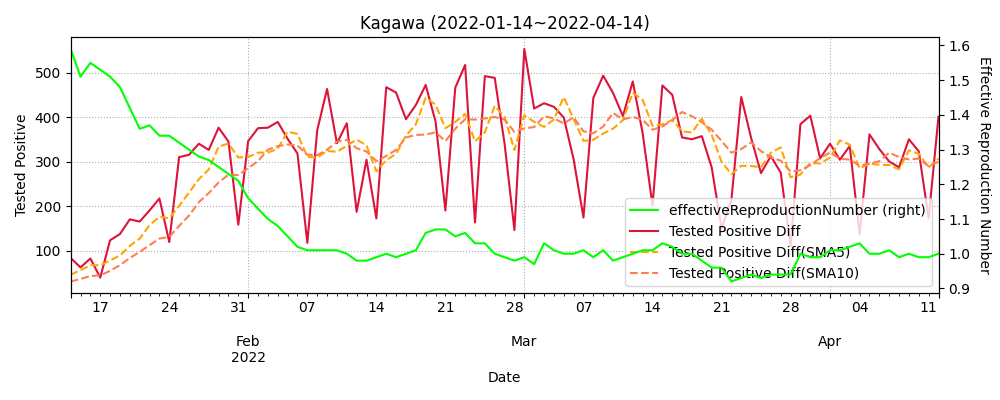 Kagawa (2022-01-14~2022-04-14)
Tested Positive
500
400
300
200
100
1.6
1.5
1.4
1.3
1.2
1.1
1.0
0.9
Effective Reproduction Number
effectiveReproductionNumber (right)
Tested Positive Diff
Tested Positive Diff(SMA5)
Tested Positive Diff(SMA10)
17 24 31 07 14 21 28 07 14 21 28 04 11
Feb Mar Apr
2022
Date